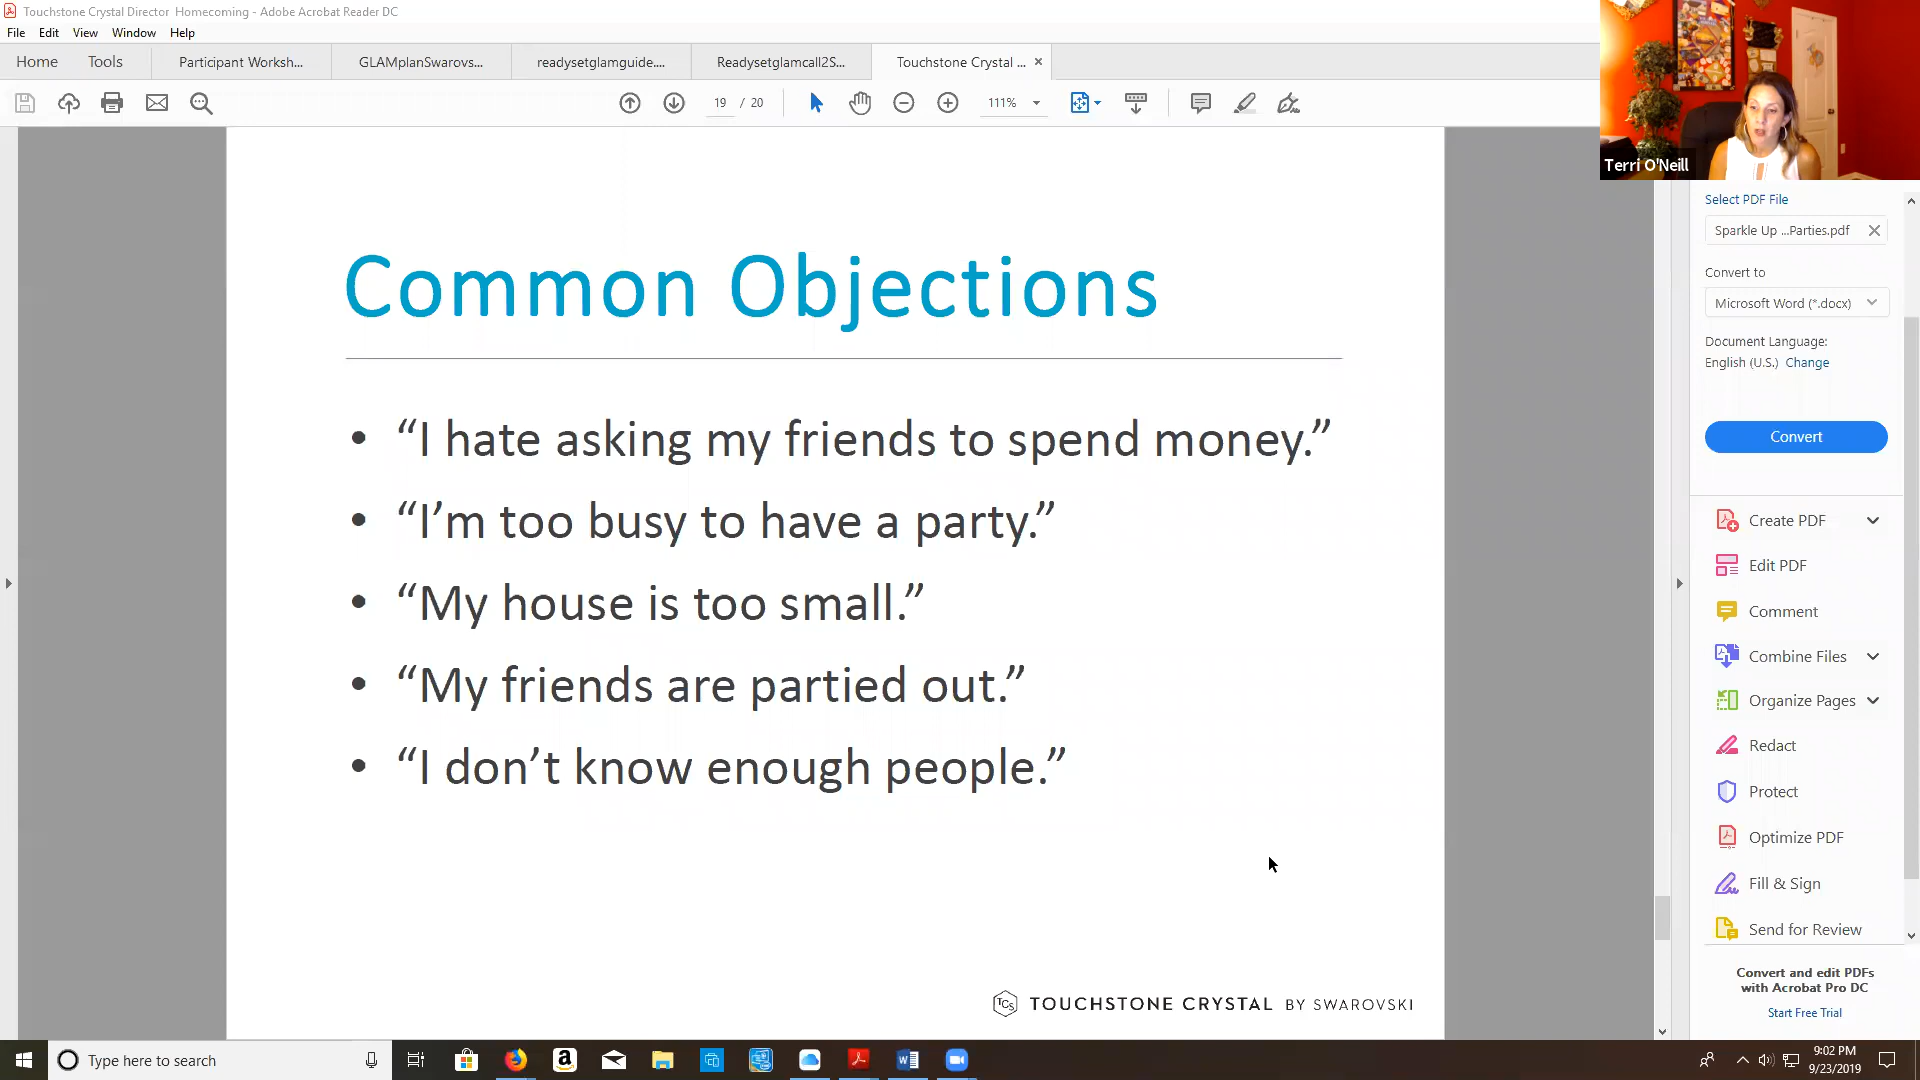 Touchstone Crystal Director  Homecoming - Adobe Acrobat Reader DC
File Edit View Window Help
Home Tools Participant Worksh... GLAMplanSwarovs... readysetglamguide.... Readysetglamcall2S... Touchstone Crystal ... ×
19 / 20 111%
Terri O'Neill
Common Objections
• “I hate asking my friends to spend money.”
• “I’m too busy to have a party.”
• “My house is too small.”
• “My friends are partied out.”
• “I don’t know enough people.”
TCS TOUCHSTONE CRYSTAL BY SWAROVSKI
Select PDF File
Sparkle Up ...Parties.pdf
Convert to
Microsoft Word (*.docx)
Document Language:
English (U.S.) Change
Convert
Create PDF
Edit PDF
Comment
Combine Files
Organize Pages
Redact
Protect
Optimize PDF
Fill & Sign
Send for Review
Convert and edit PDFs
with Acrobat Pro DC
Start Free Trial
Type here to search
9:02 PM
9/23/2019